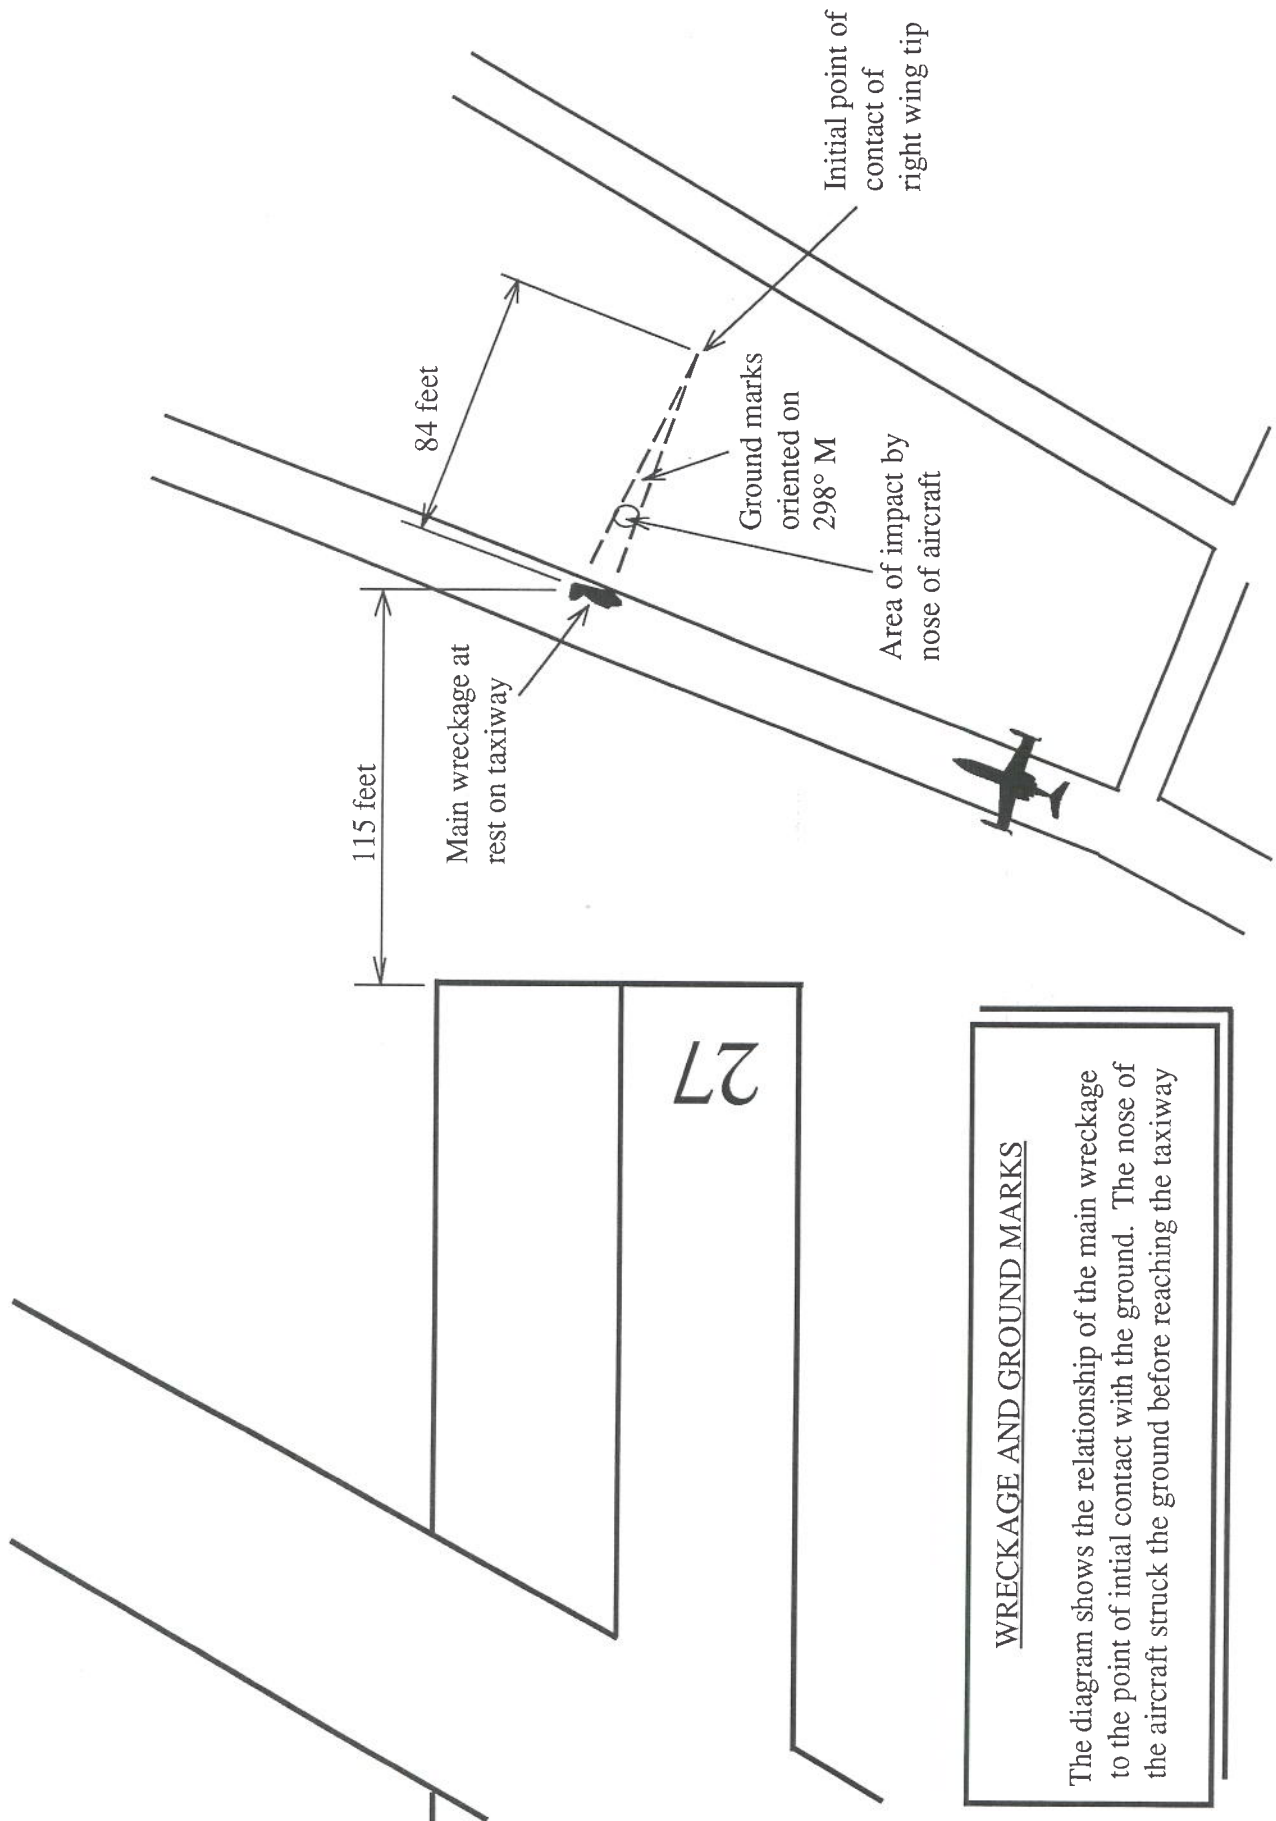 Initial point of
contact of
right wing tip
84 feet
Ground marks
oriented on
298° M
Area of impact by
nose of aircraft
115 feet
Main wreckage at
rest on taxiway
27
WRECKAGE AND GROUND MARKS
The diagram shows the relationship of the main wreckage
to the point of intial contact with the ground. The nose of
the aircraft struck the ground before reaching the taxiway